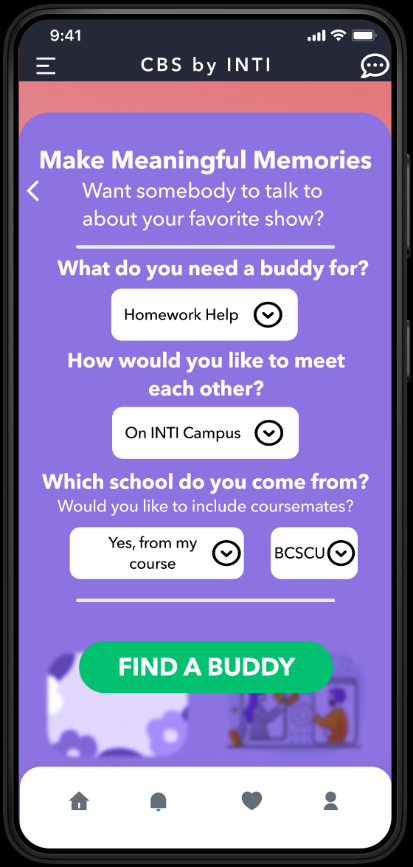 9:41
CBS by INTI
Make Meaningful Memories
Want somebody to talk to
about your favorite show?
What do you need a buddy for?
Homework Help
How would you like to meet
each other?
On INTI Campus
Which school do you come from?
Would you like to include coursemates?
Yes, from my
course
BCSCU
FIND A BUDDY